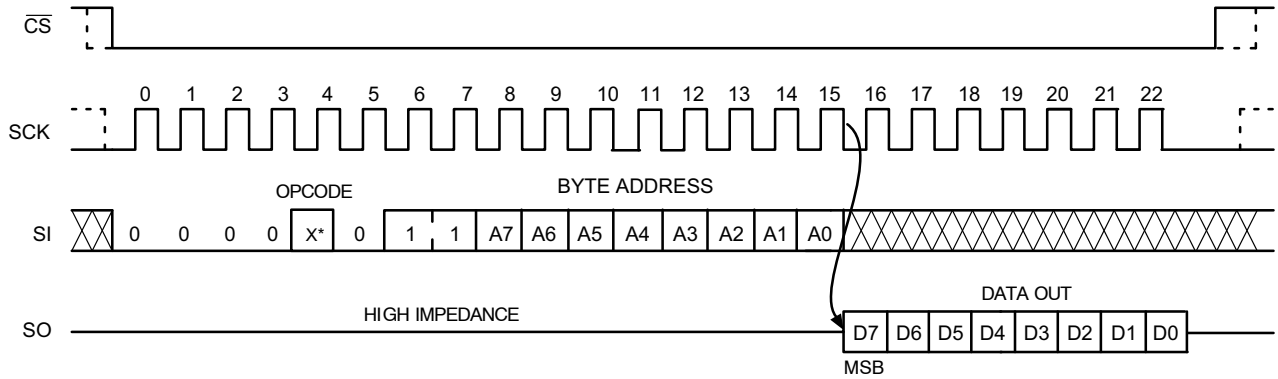 CS
0 1 2 3 4 5 6 7 8 9 10 11 12 13 14 15 16 17 18 19 20 21 22
SCK
OPCODE
BYTE ADDRESS
SI 0 0 0 0 X* 0 1 1 A7 A6 A5 A4 A3 A2 A1 A0
HIGH IMPEDANCE
DATA OUT
SO D7 D6 D5 D4 D3 D2 D1 D0
MSB